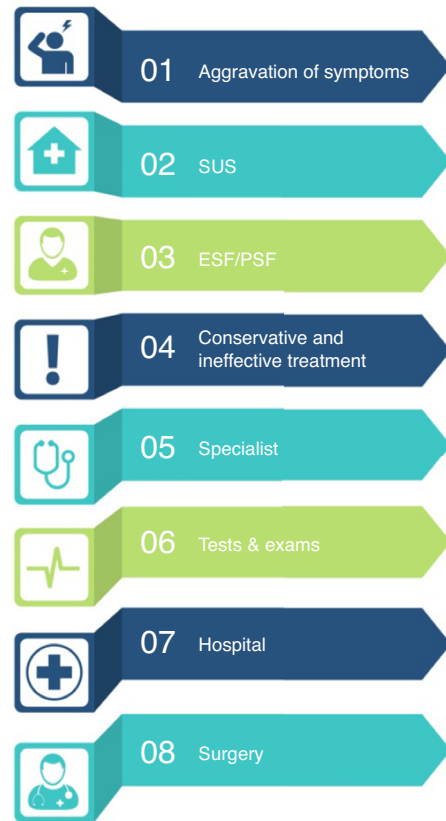 01 Aggravation of symptoms
02 SUS
03 ESF/PSF
04 Conservative and
ineffective treatment
05 Specialist
06 Tests & exams
07 Hospital
08 Surgery